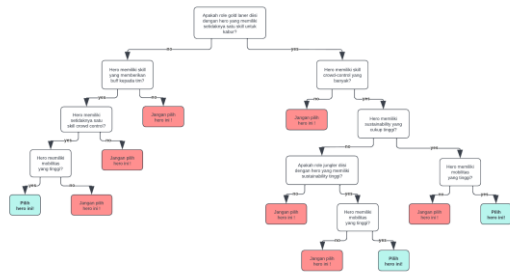 Apakah role gold laner diisi
dengan hero yang memiliki
setidaknya satu skill untuk
kabur?
no
yes
Hero memiliki skill
yang memberikan
buff kepada tim?
Hero memiliki skill
crowd-control yang
banyak?
yes
no
no
yes
Hero memiliki
setidaknya satu
skill crowd control?
Jangan pilih
hero ini !
Jangan pilih
hero ini !
Hero memiliki
sustainability yang
cukup tinggi?
yes
no
no
yes
Hero memiliki
mobilitas
yang tinggi?
Jangan pilih
hero ini !
Apakah role jungler diisi
dengan hero yang memiliki
sustainability tinggi?
Hero memiliki
mobilitas
yang tinggi?
yes
no
no
yes
no
yes
Pilih
hero ini!
Jangan pilih
hero ini !
Jangan pilih
hero ini !
Hero memiliki
mobilitas
yang tinggi?
Jangan pilih
hero ini !
Pilih
hero ini!
no
yes
Jangan pilih
hero ini !
Pilih
hero ini!